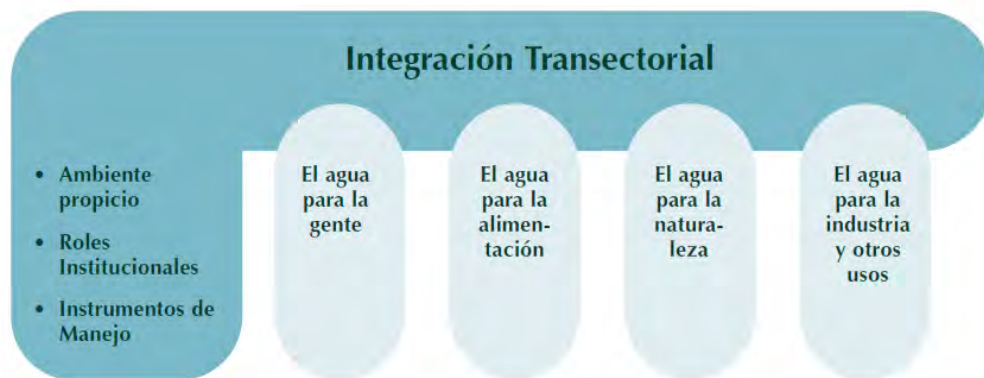 Integración Transectorial
• Ambiente
propicio
• Roles
Institucionales
• Instrumentos de
Manejo
El agua
para la
gente
El agua
para la
alimen-
tación
El agua
para la
natura-
leza
El agua
para la
industria
y otros
usos